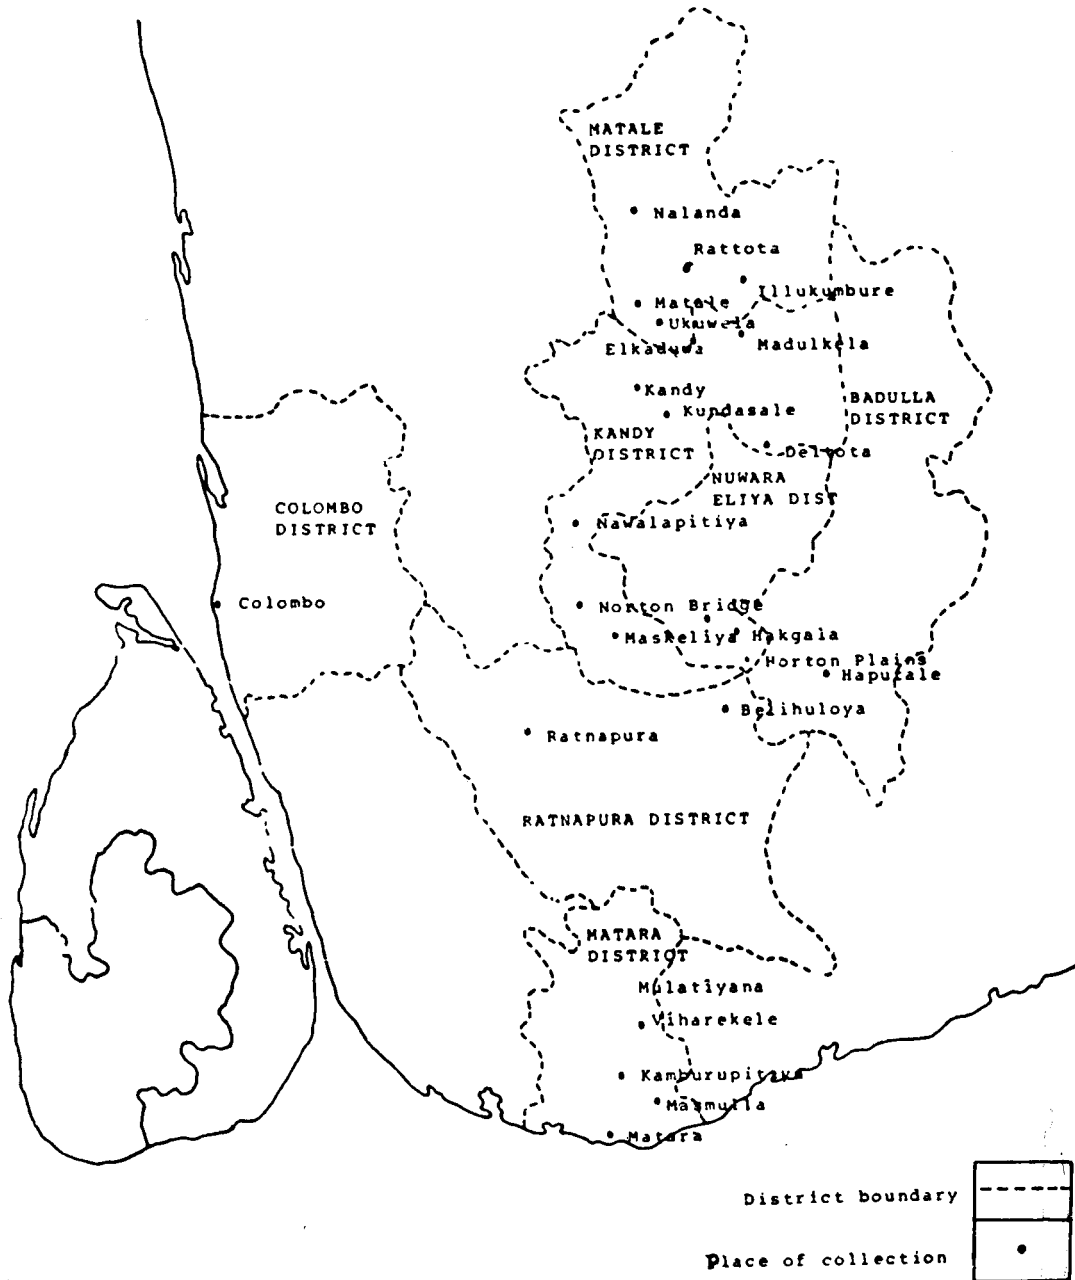 MATALE
DISTRICT
Nalanda
Rattota
Illukumbure
Matale
Ukuwela
Elkaduwa
Madulkela
Kandy
Kundasale
BADULLA
DISTRICT
KANDY
DISTRICT
Deltota
NUWARA
ELIYA DIST
COLOMBO
DISTRICT
Nawalapitiya
Colombo
Norton Bridge
Maskeliya
Hakgala
Horton Plains
Haputale
Belihuloya
Ratnapura
RATNAPURA DISTRICT
MATARA
DISTRICT
Mulatiyana
Viharekele
Kamburupitiya
Masmulla
Matara
District boundary
Place of collection